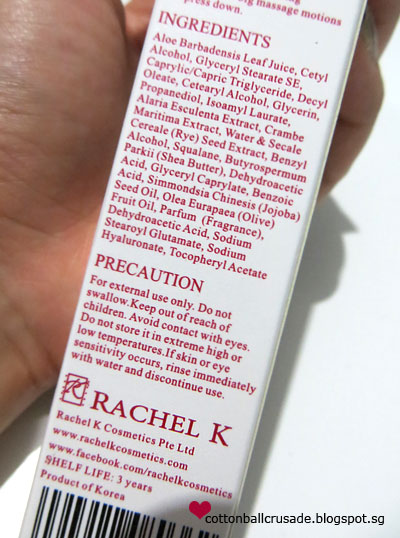 ng massage motions
press down.
INGREDIENTS
Aloe Barbadensis Leaf Juice, Cetyl
Alcohol, Glyceryl Stearate SE,
Caprylic/Capric Triglyceride, Decyl
Oleate, Cetearyl Alcohol, Glycerin,
Propanediol, Isoamyl Laurate,
Alaria Esculenta Extract, Crambe
Maritima Extract, Water & Secale
Cereale (Rye) Seed Extract, Benzyl
Alcohol, Squalane, Butyrospermum
Parkii (Shea Butter), Dehydroacetic
Acid, Glyceryl Caprylate, Benzoic
Acid, Simmondsia Chinesis (Jojoba)
Seed Oil, Olea Eurapaea (Olive)
Fruit Oil, Parfum (Fragrance),
Dehydroacetic Acid, Sodium
Stearoyl Glutamate, Sodium
Hyaluronate, Tocopheryl Acetate
PRECAUTION
For external use only. Do not
swallow.Keep out of reach of
children. Avoid contact with eyes.
Do not store it in extreme high or
low temperatures.If skin or eye
sensitivity occurs, rinse immediately
with water and discontinue use.
RACHEL K
Rachel K Cosmetics Pte Ltd
www.rachelkcosmetics.com
www.facebook.com/rachelkcosmetics
SHELF LIFE: 3 years
Product of Korea
cottonballcrusade.blogspot.sg